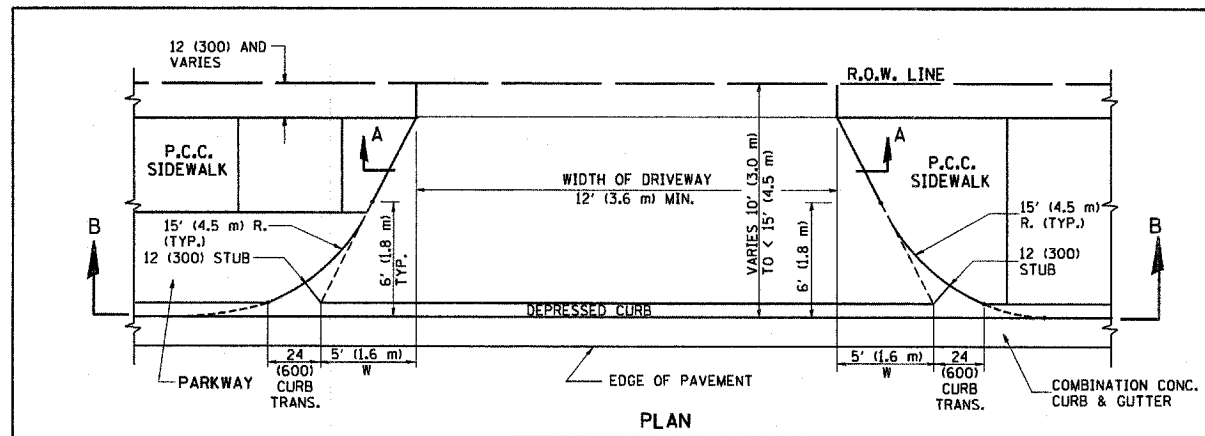 12 (300) AND
VARIES
R.O.W. LINE
A
A
P.C.C.
SIDEWALK
P.C.C.
SIDEWALK
WIDTH OF DRIVEWAY
12' (3.6 m) MIN.
VARIES 10' (3.0 m)
TO < 15' (4.5 m)
B
B
15' (4.5 m) R.
(TYP.)
12 (300) STUB
6' (1.8 m)
TYP.
6' (1.8 m)
15' (4.5 m)
R. (TYP.)
12 (300)
STUB
DEPRESSED CURB
24
(600)
CURB
TRANS.
5' (1.6 m)
W
5' (1.6 m)
W
24
(600)
CURB
TRANS.
PARKWAY
EDGE OF PAVEMENT
COMBINATION CONC.
CURB & GUTTER
PLAN